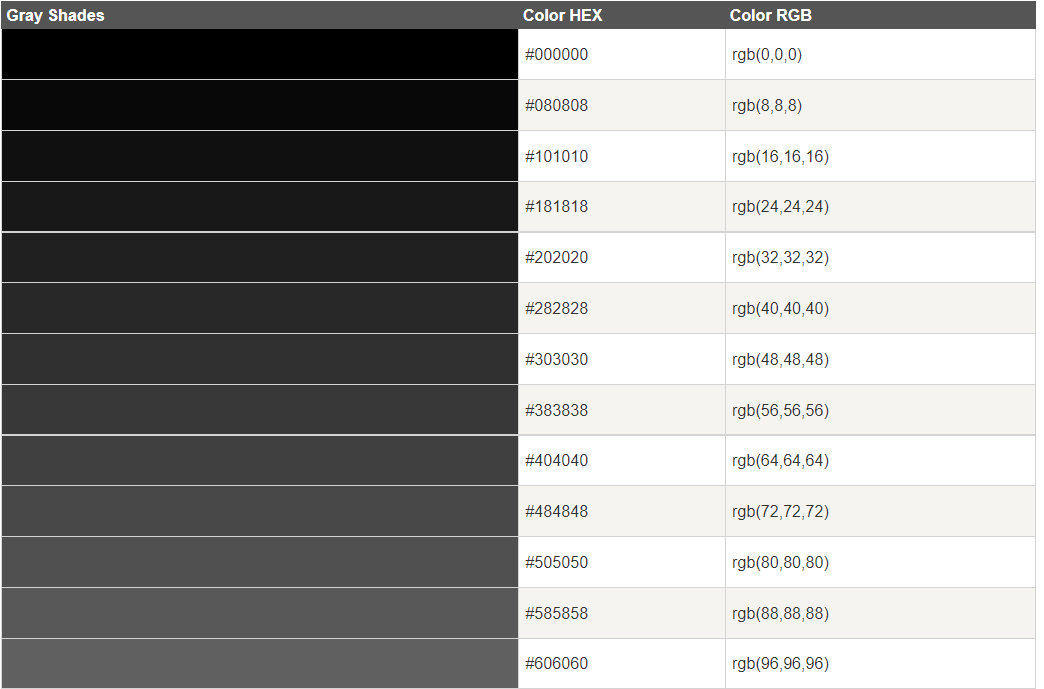 Gray Shades Color HEX Color RGB
#000000 rgb(0,0,0)
#080808 rgb(8,8,8)
#101010 rgb(16,16,16)
#181818 rgb(24,24,24)
#202020 rgb(32,32,32)
#282828 rgb(40,40,40)
#303030 rgb(48,48,48)
#383838 rgb(56,56,56)
#404040 rgb(64,64,64)
#484848 rgb(72,72,72)
#505050 rgb(80,80,80)
#585858 rgb(88,88,88)
#606060 rgb(96,96,96)